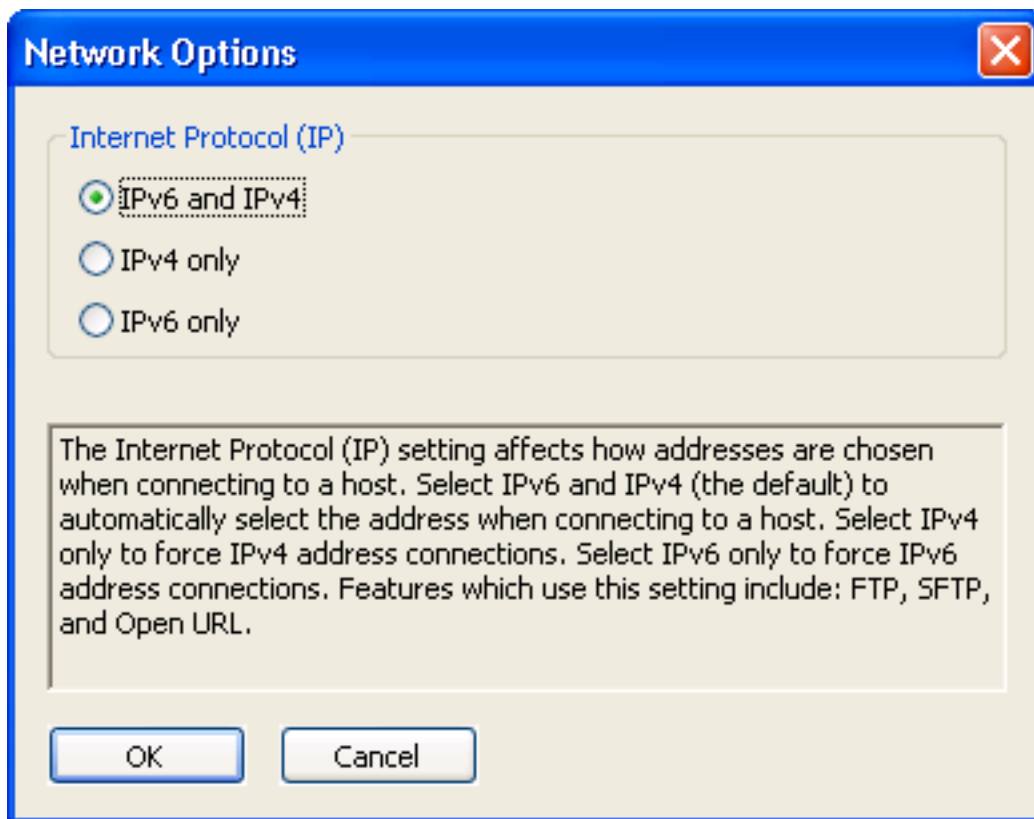 Network Options
Internet Protocol (IP)
IPv6 and IPv4
IPv4 only
IPv6 only
The Internet Protocol (IP) setting affects how addresses are chosen
when connecting to a host. Select IPv6 and IPv4 (the default) to
automatically select the address when connecting to a host. Select IPv4
only to force IPv4 address connections. Select IPv6 only to force IPv6
address connections. Features which use this setting include: FTP, SFTP,
and Open URL.
OK
Cancel